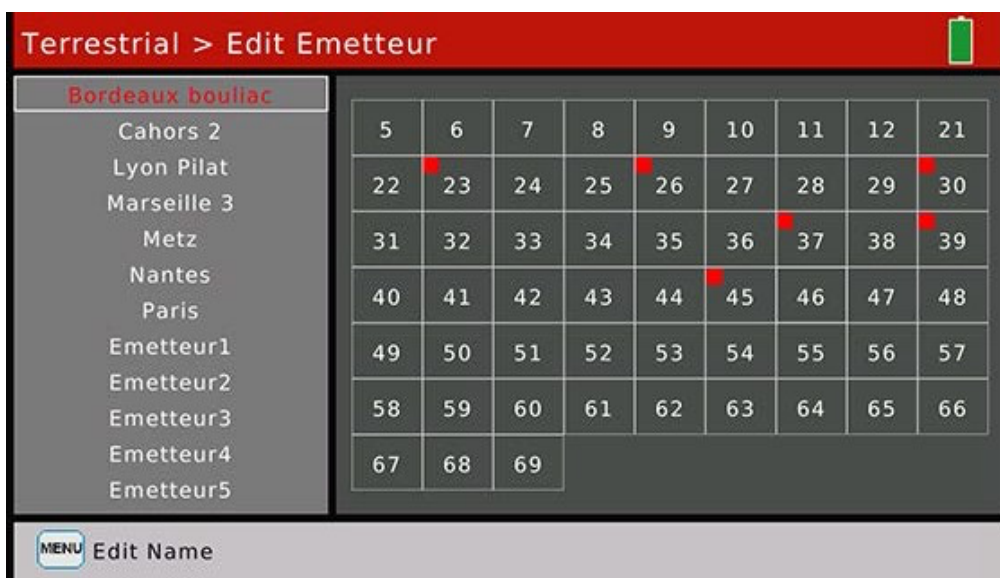 Terrestrial > Edit Emetteur
Bordeaux bouliac
Cahors 2
Lyon Pilat
Marseille 3
Metz
Nantes
Paris
Emetteur1
Emetteur2
Emetteur3
Emetteur4
Emetteur5
5 6 7 8 9 10 11 12 21
22 23 24 25 26 27 28 29 30
31 32 33 34 35 36 37 38 39
40 41 42 43 44 45 46 47 48
49 50 51 52 53 54 55 56 57
58 59 60 61 62 63 64 65 66
67 68 69
MENU Edit Name